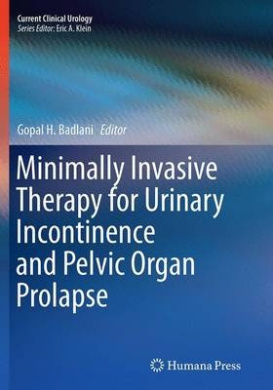 Current Clinical Urology
Series Editor: Eric A. Klein
Gopal H. Badlani Editor
Minimally Invasive
Therapy for Urinary
Incontinence
and Pelvic Organ
Prolapse
Humana Press